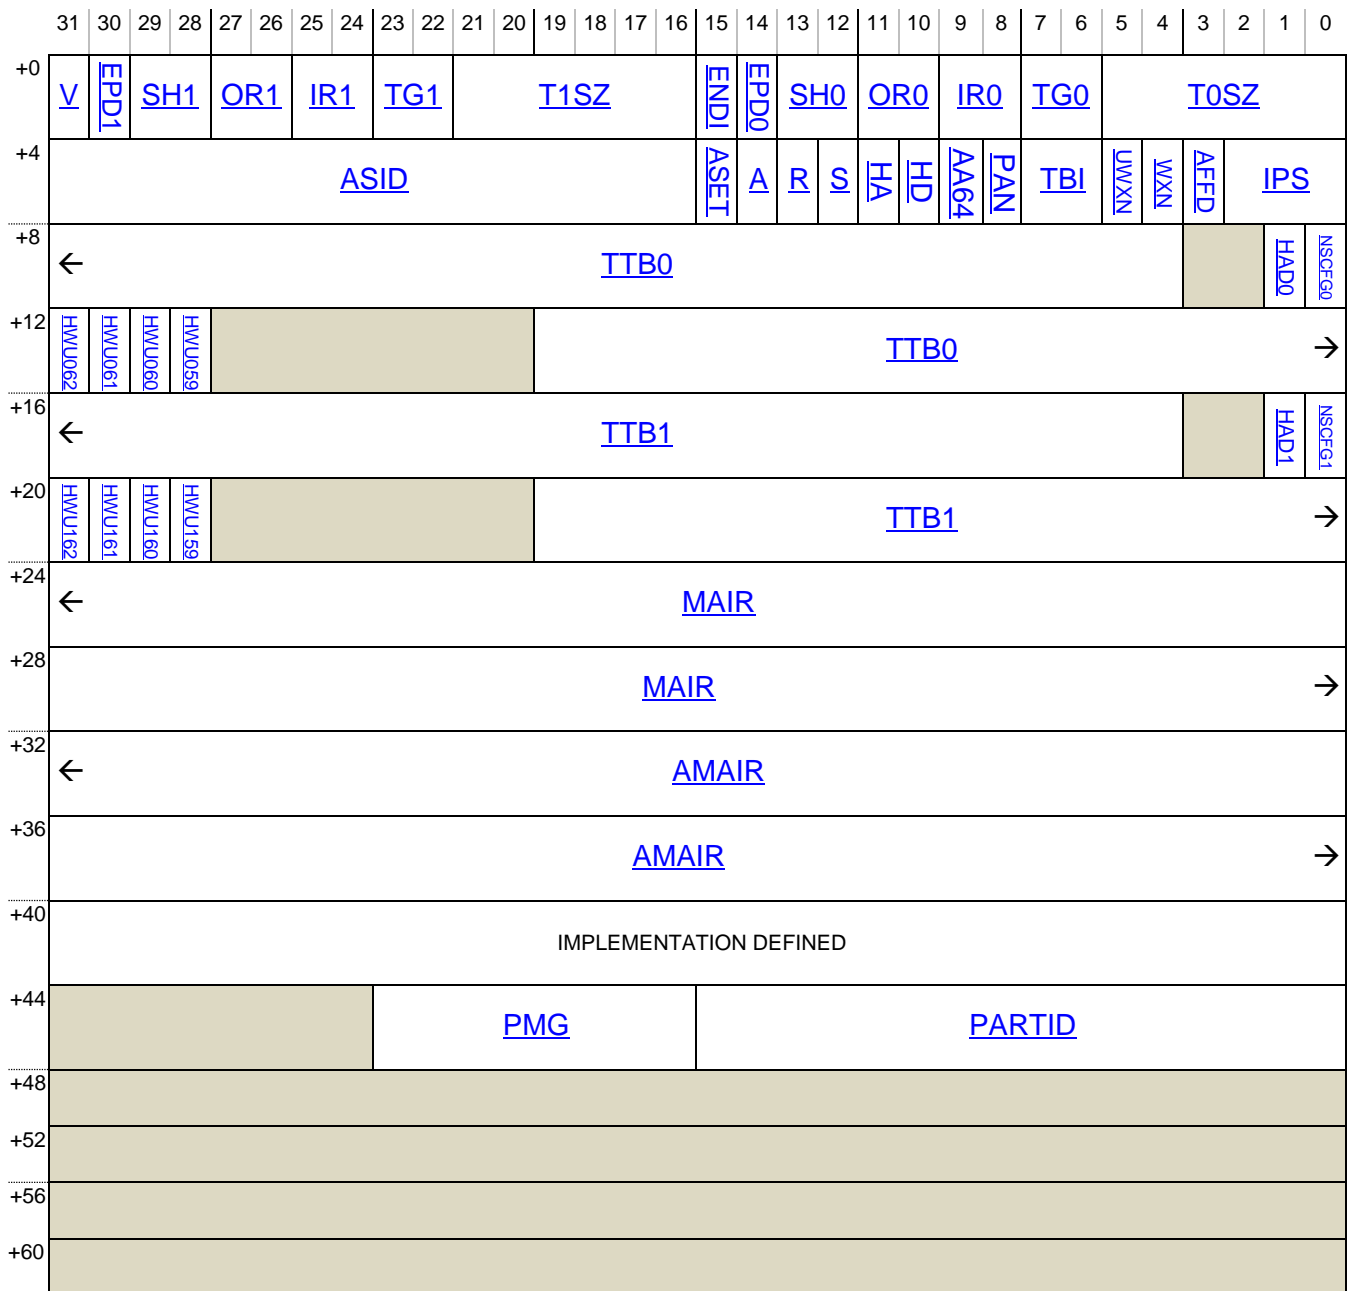 31 30 29 28 27 26 25 24 23 22 21 20 19 18 17 16 15 14 13 12 11 10 9 8 7 6 5 4 3 2 1 0
+0 V EPD1 SH1 OR1 IR1 TG1 T1SZ ENDI EPD0 SH0 OR0 IR0 TG0 T0SZ
+4 ASID ASET A R S HA HD AA64 PAN TBI UWXN WXN AFFD IPS
+8 ← TTB0 HAD0 NSCFG0
+12 HWU062 HWU061 HWU060 HWU059 TTB0 →
+16 ← TTB1 HAD1 NSCFG1
+20 HWU162 HWU161 HWU160 HWU159 TTB1 →
+24 ← MAIR
+28 MAIR →
+32 ← AMAIR
+36 AMAIR →
+40 IMPLEMENTATION DEFINED
+44 PMG PARTID
+48
+52
+56
+60